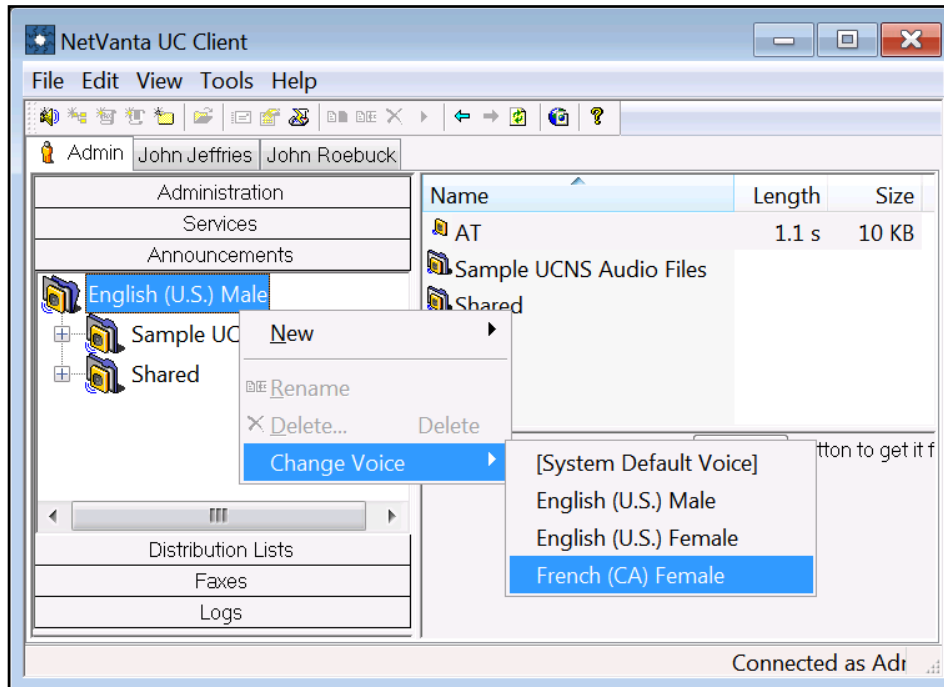 NetVanta UC Client
File Edit View Tools Help
Admin John Jeffries John Roebuck
Administration
Services
Announcements
English (U.S.) Male
Sample UC
Shared
Distribution Lists
Faxes
Logs
Name Length Size
AT 1.1 s 10 KB
Sample UCNS Audio Files
Shared
New
Rename
Delete... Delete
Change Voice
[System Default Voice]
English (U.S.) Male
English (U.S.) Female
French (CA) Female
tton to get it f
Connected as Adr